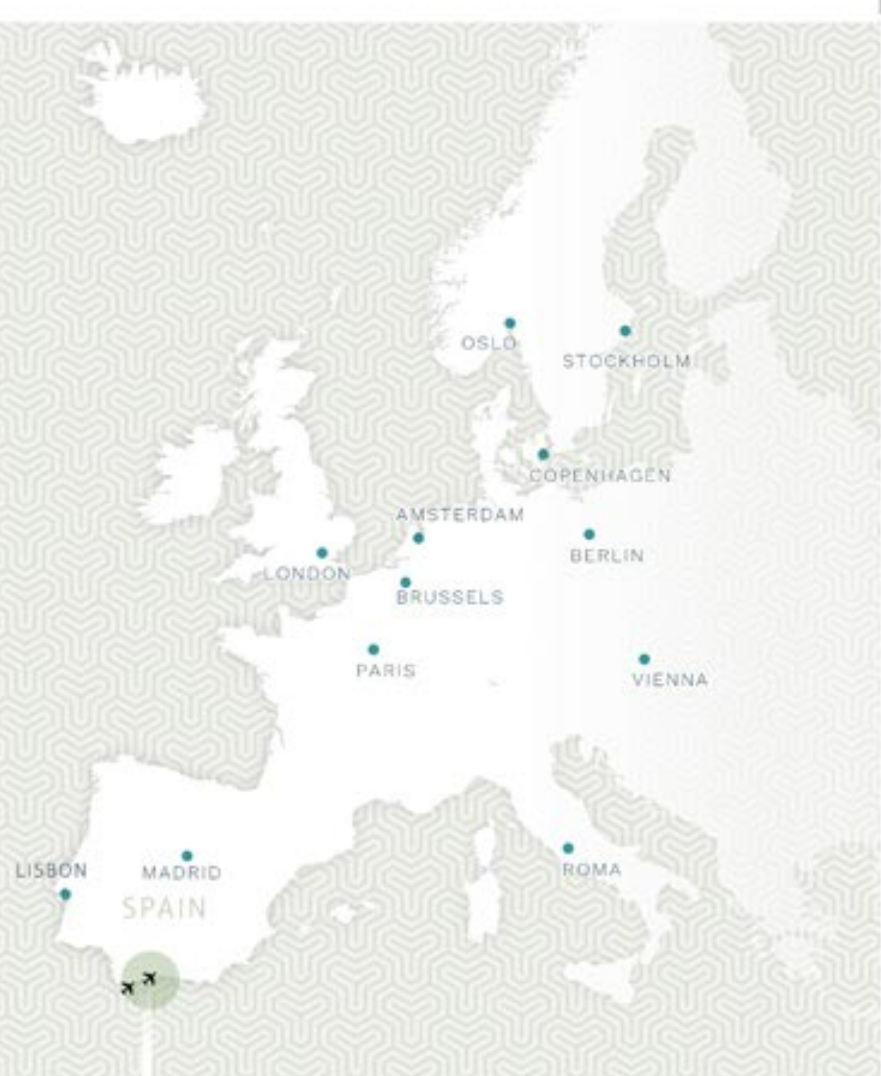 OSLO
STOCKHOLM
COPENHAGEN
AMSTERDAM
BERLIN
LONDON
BRUSSELS
PARIS
VIENNA
LISBON
MADRID
ROMA
SPAIN